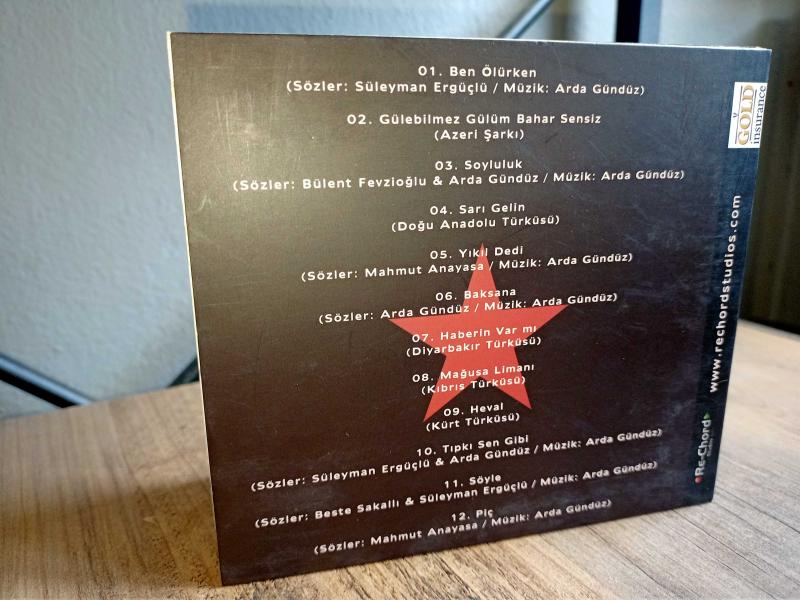 01. Ben Ölürken
(Sözler: Süleyman Ergüçlü / Müzik: Arda Gündüz)
02. Gülebilmez Gülüm Bahar Sensiz
(Azeri Şarkı)
03. Soyluluk
(Sözler: Bülent Fevzioğlu & Arda Gündüz / Müzik: Arda Gündüz)
04. Sarı Gelin
(Doğu Anadolu Türküsü)
05. Yıkıl Dedi
(Sözler: Mahmut Anayasa / Müzik: Arda Gündüz)
06. Baksana
(Sözler: Arda Gündüz / Müzik: Arda Gündüz)
07. Haberin Var mı
(Diyarbakır Türküsü)
08. Mağusa Limanı
(Kıbrıs Türküsü)
09. Heval
(Kürt Türküsü)
10. Tıpkı Sen Gibi
(Sözler: Süleyman Ergüçlü & Arda Gündüz / Müzik: Arda Gündüz)
11. Söyle
(Sözler: Beste Sakallı & Süleyman Ergüçlü / Müzik: Arda Gündüz)
12. Piç
(Sözler: Mahmut Anayasa / Müzik: Arda Gündüz)
GOLD
insurance
www.rechordstudios.com
Re-Chord